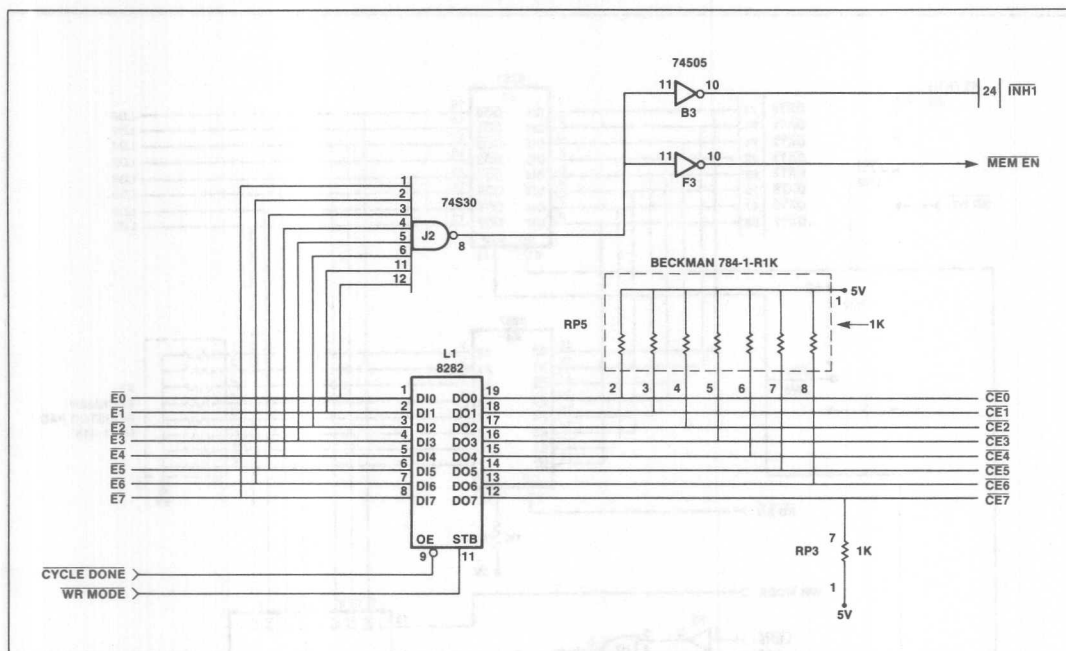 74505
11 10 24 INH1
B3
11 10 MEM EN
F3
1
2
3 74S30
4
5 J2 8
6
11
12
BECKMAN 784-1-R1K
5V
1
RP5 1K
2 3 4 5 6 7 8
L1
8282
E0 1 DI0 DO0 19 CE0
E1 2 DI1 DO1 18 CE1
E2 3 DI2 DO2 17 CE2
E3 4 DI3 DO3 16 CE3
E4 5 DI4 DO4 15 CE4
E5 6 DI5 DO5 14 CE5
E6 7 DI6 DO6 13 CE6
E7 8 DI7 DO7 12 CE7
OE STB
9 11
CYCLE DONE
WR MODE
7
RP3 1K
1
5V